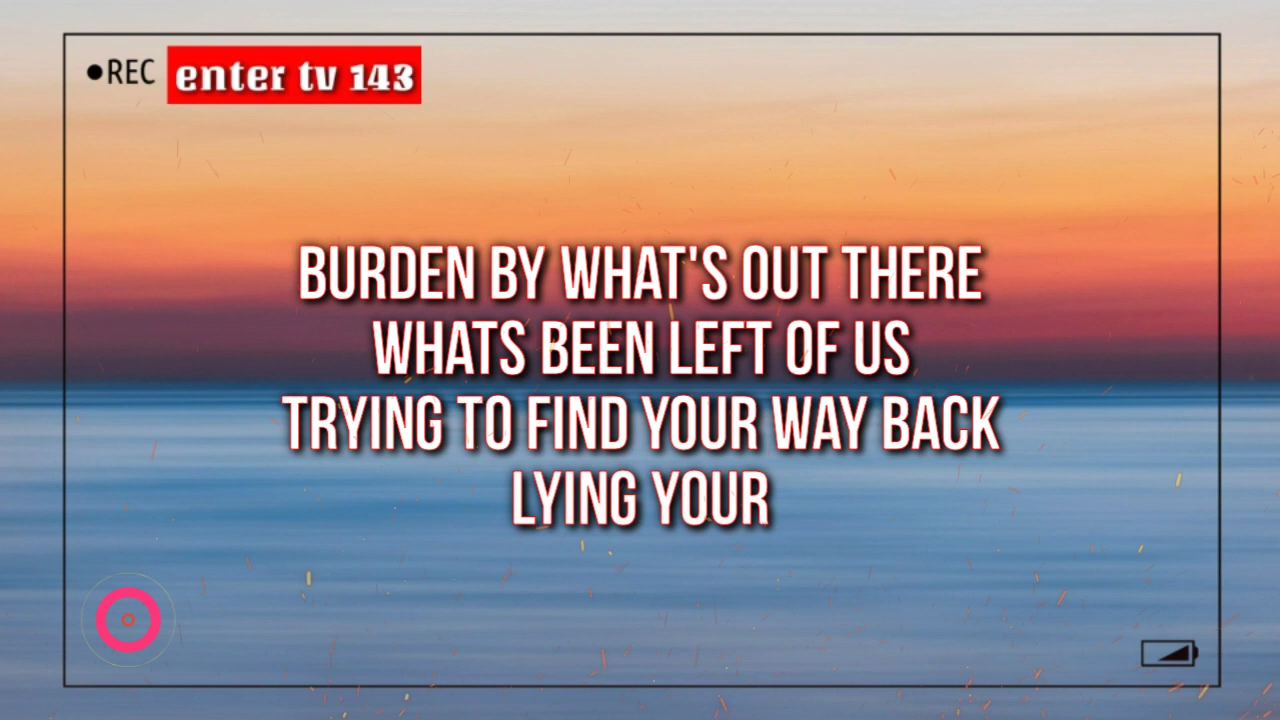 ●REC
enter tv 143
BURDEN BY WHAT'S OUT THERE
WHATS BEEN LEFT OF US
TRYING TO FIND YOUR WAY BACK
LYING YOUR